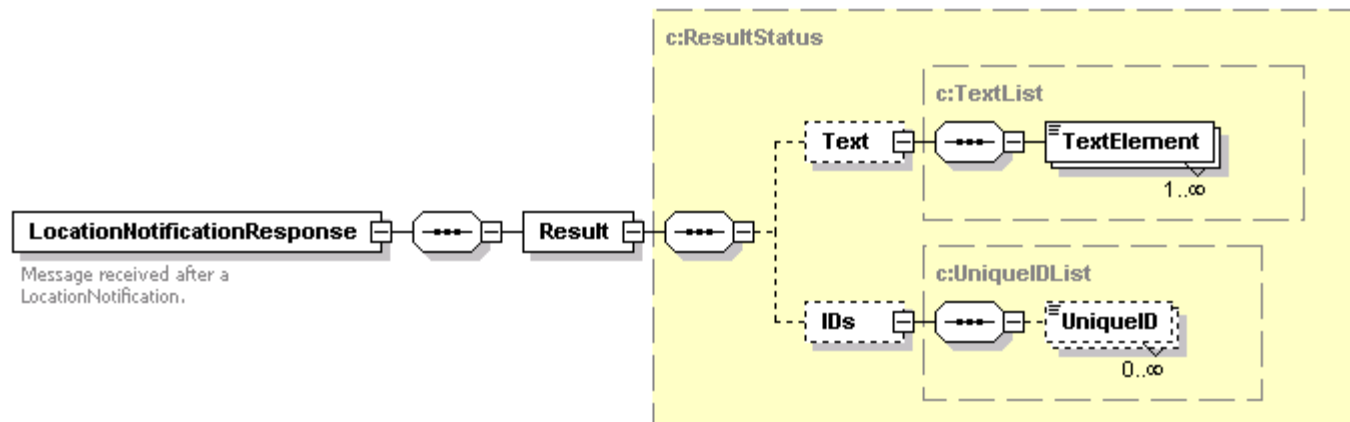 c:ResultStatus
c:TextList
Text
TextElement
1..∞
LocationNotificationResponse
Result
Message received after a
LocationNotification.
c:UniqueIDList
IDs
UniqueID
0..∞